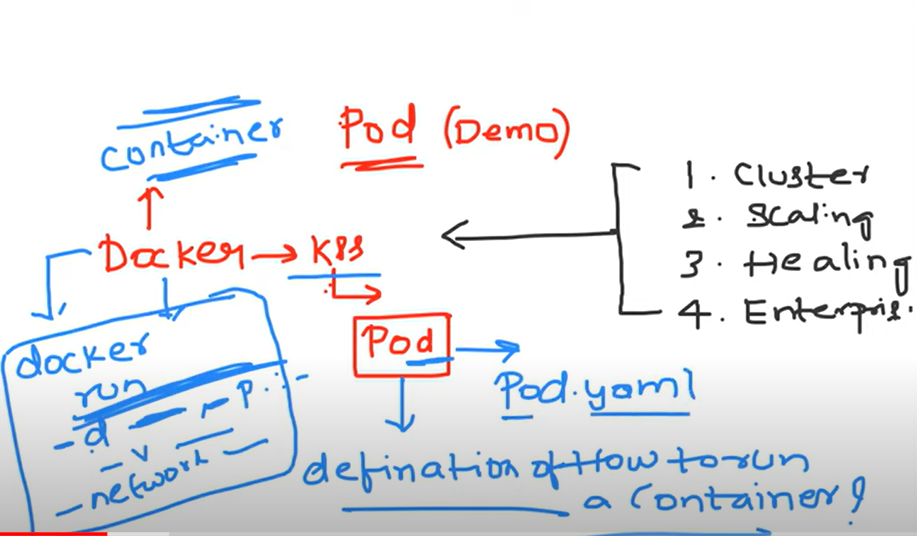 container
Pod (Demo)
1. Cluster
2. Scaling
3. Healing
4. Enterpris.
Docker → K8s
Pod
Pod.yaml
docker
run
-d - p
- v
- network
defination of How to run
a container?